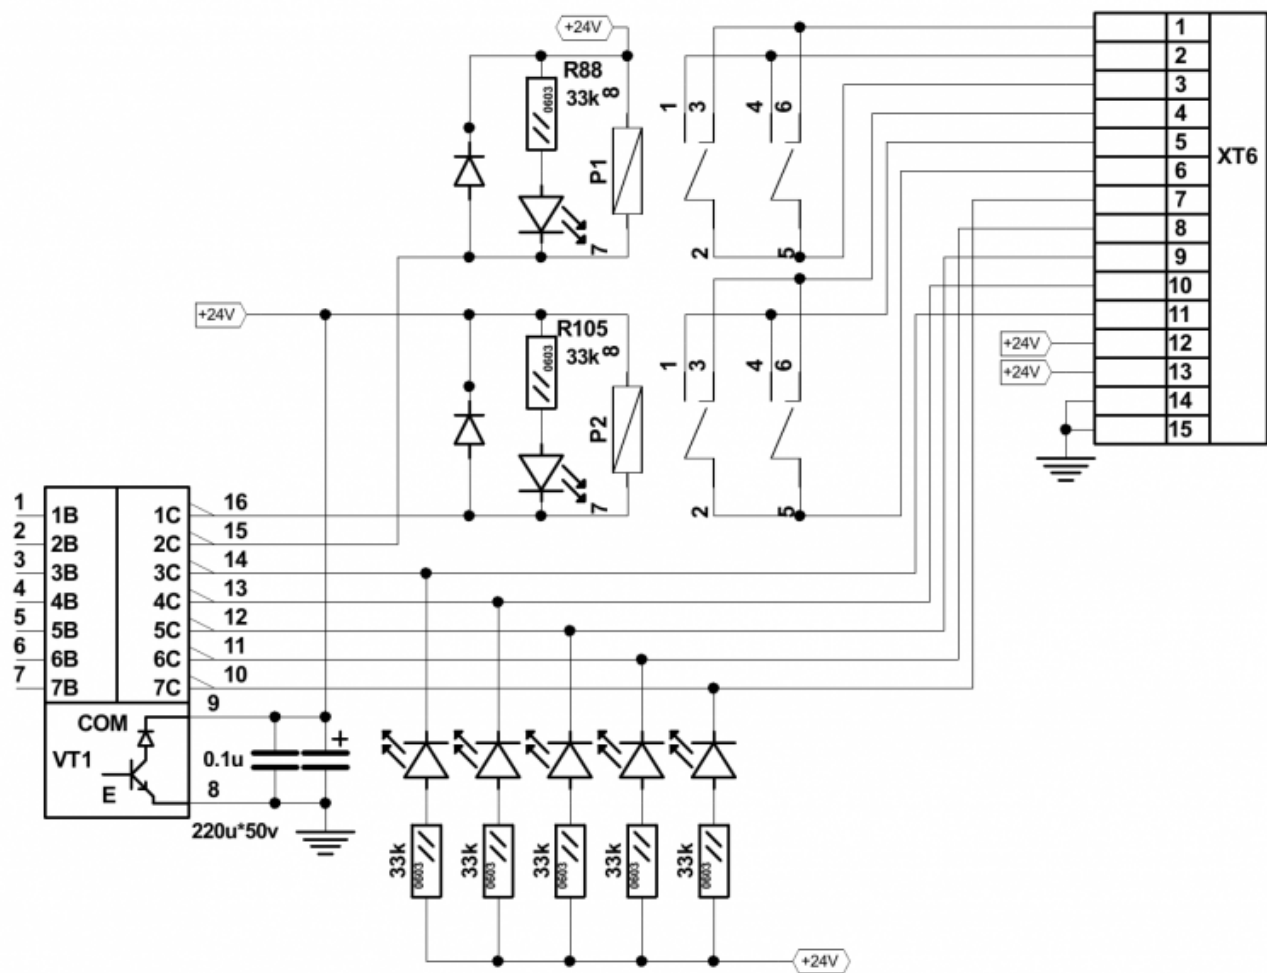 +24V
R88
33k
0603
8
P1
7
1
3
4
6
2
5
+24V
R105
33k
0603
8
P2
7
1
3
4
6
2
5
1
2
3
4
5
6
7
8
9
10
11
12
13
14
15
XT6
+24V
+24V
1
2
3
4
5
6
7
1B
2B
3B
4B
5B
6B
7B
1C
2C
3C
4C
5C
6C
7C
16
15
14
13
12
11
10
9
8
COM
VT1
E
0.1u
+
220u*50v
33k
0603
33k
0603
33k
0603
33k
0603
33k
0603
+24V